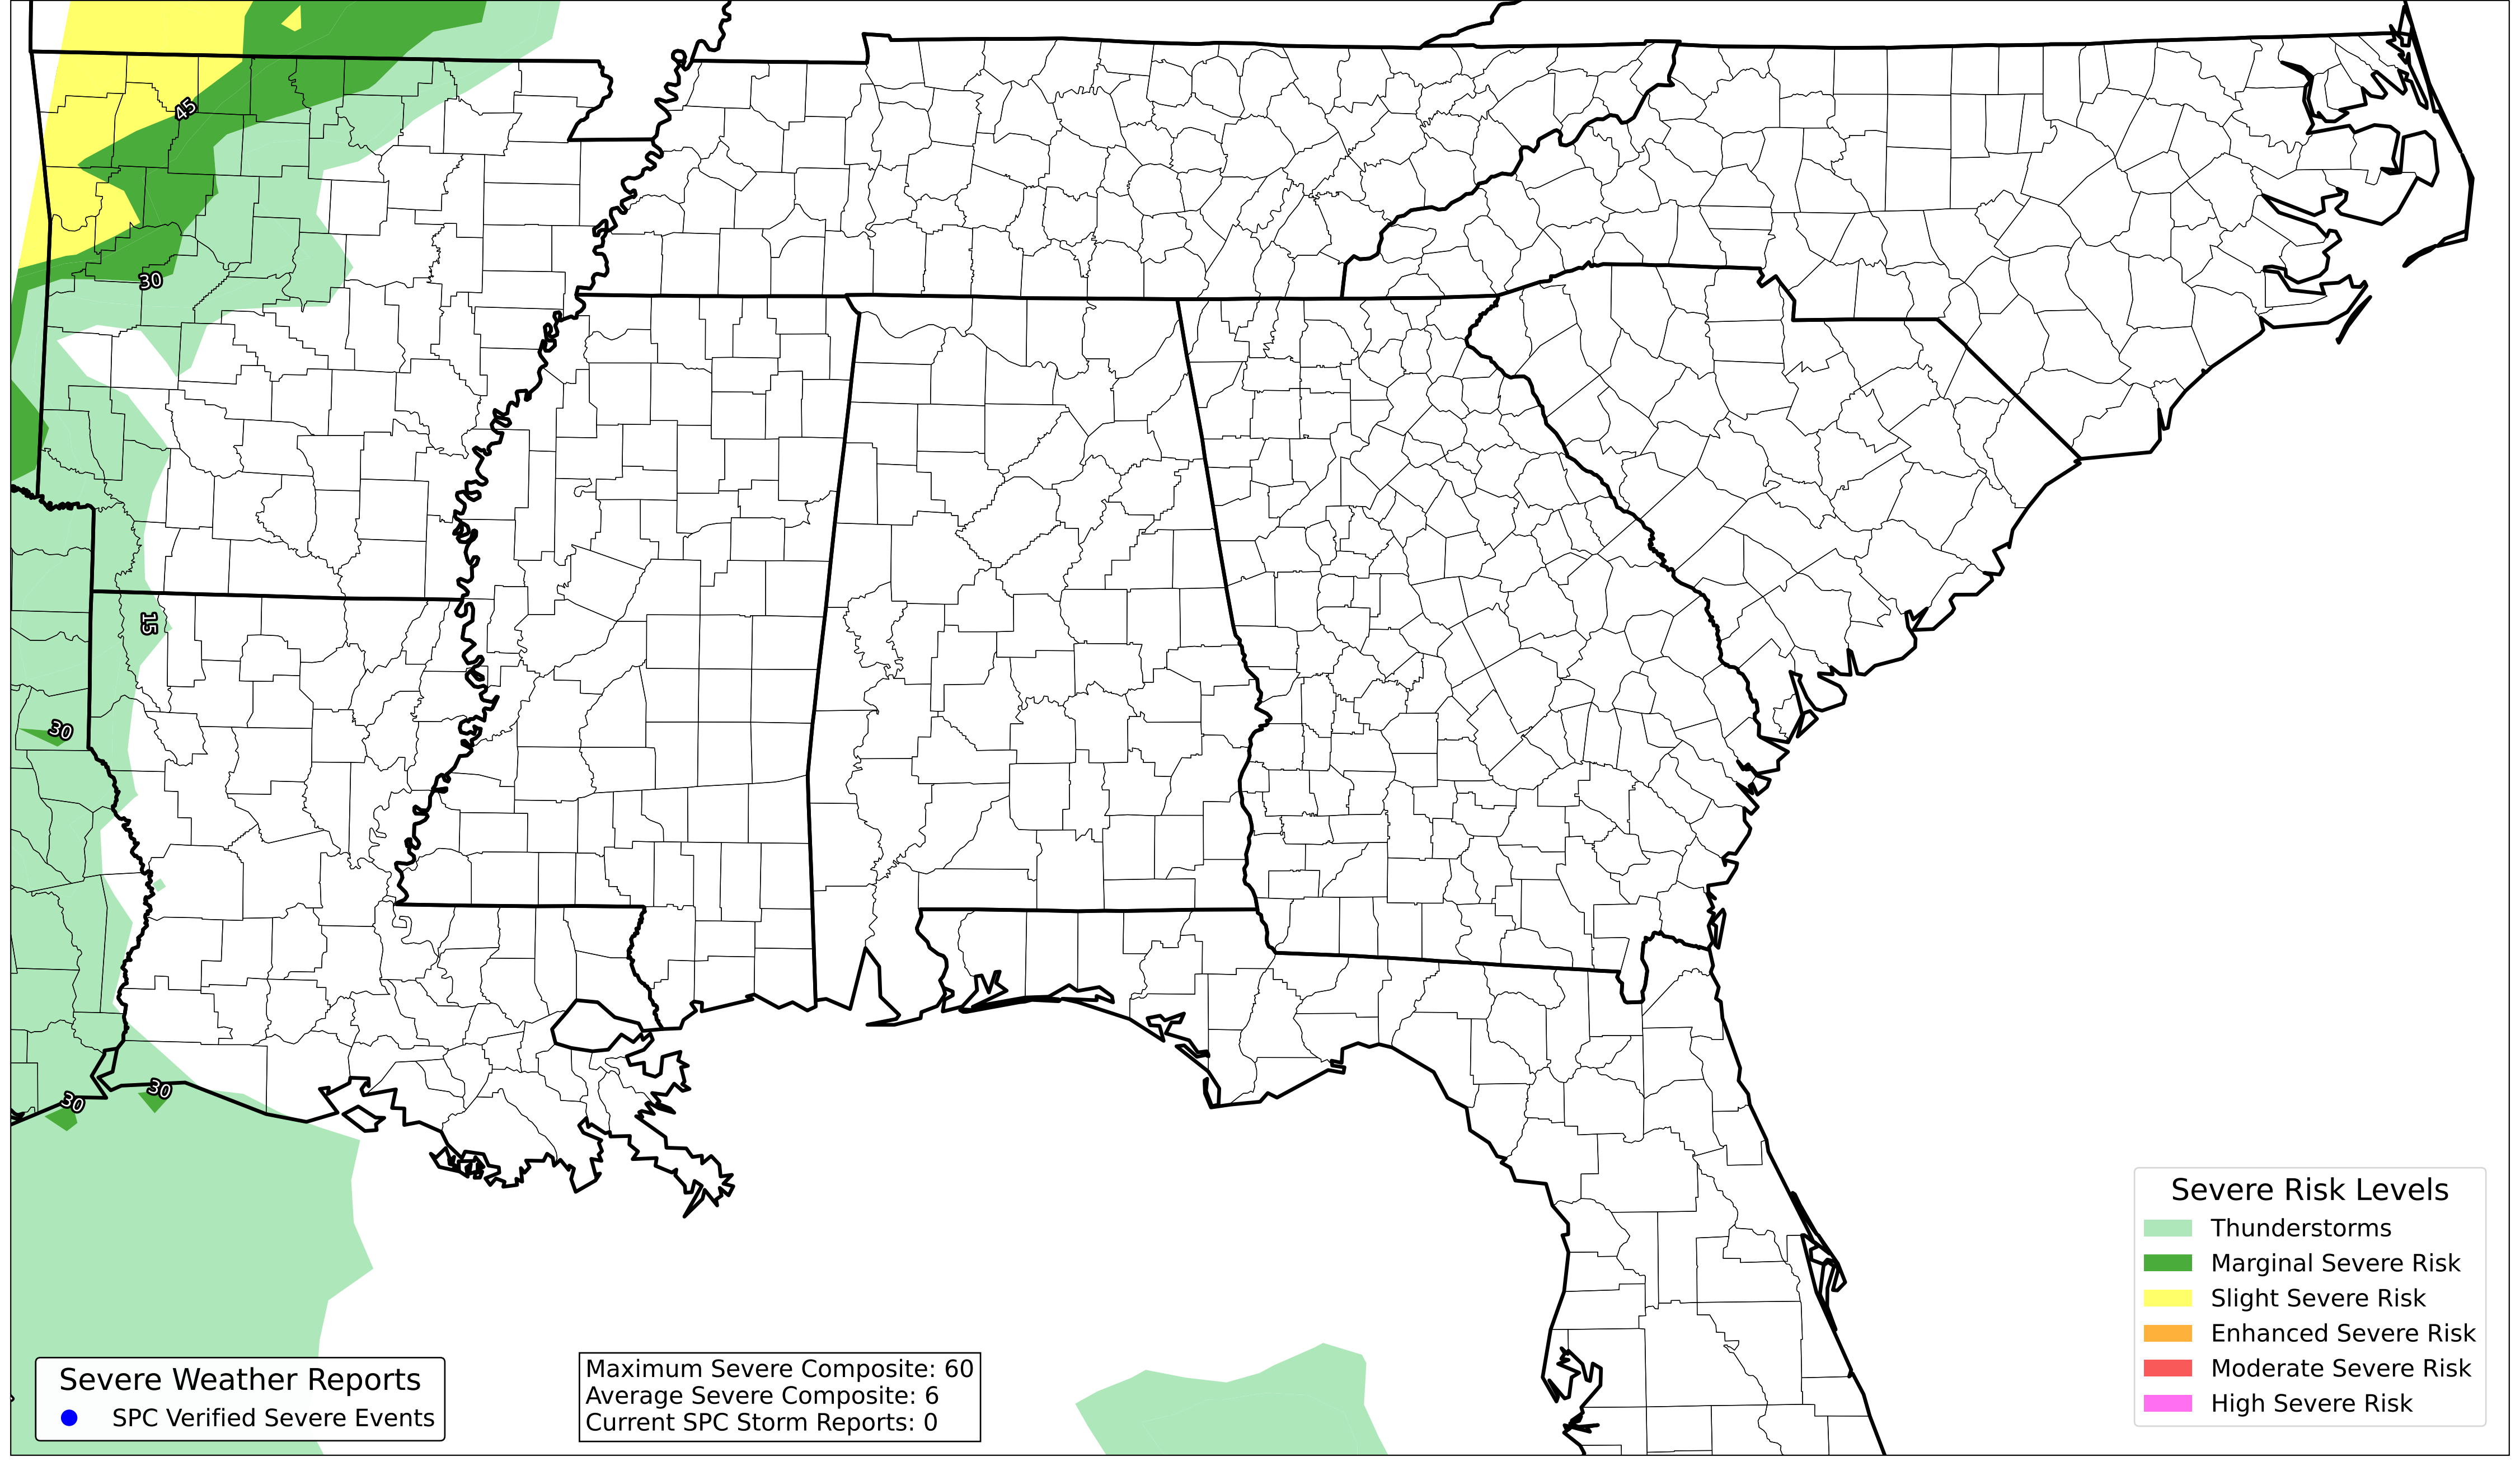 45
30
15
30
30
30
Severe Risk Levels
Thunderstorms
Marginal Severe Risk
Slight Severe Risk
Enhanced Severe Risk
Moderate Severe Risk
High Severe Risk
Severe Weather Reports
SPC Verified Severe Events
Maximum Severe Composite: 60
Average Severe Composite: 6
Current SPC Storm Reports: 0